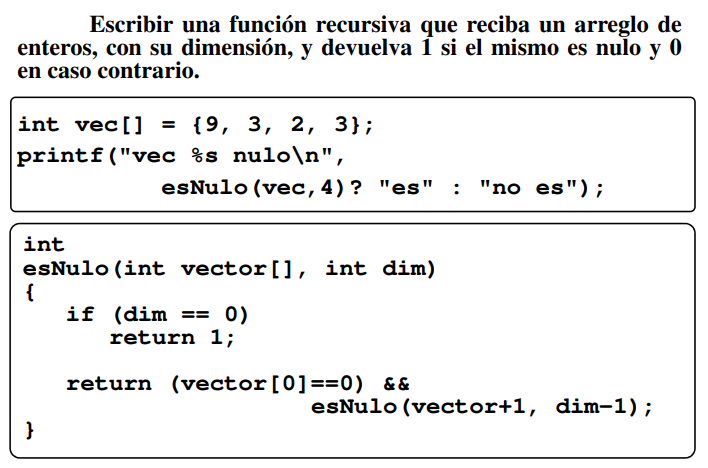 Escribir una función recursiva que reciba un arreglo de
enteros, con su dimensión, y devuelva 1 si el mismo es nulo y 0
en caso contrario.
int vec[] = {9, 3, 2, 3};
printf("vec %s nulo\n",
esNulo(vec,4)? "es" : "no es");
int
esNulo(int vector[], int dim)
{
if (dim == 0)
return 1;
return (vector[0]==0) &&
esNulo(vector+1, dim-1);
}